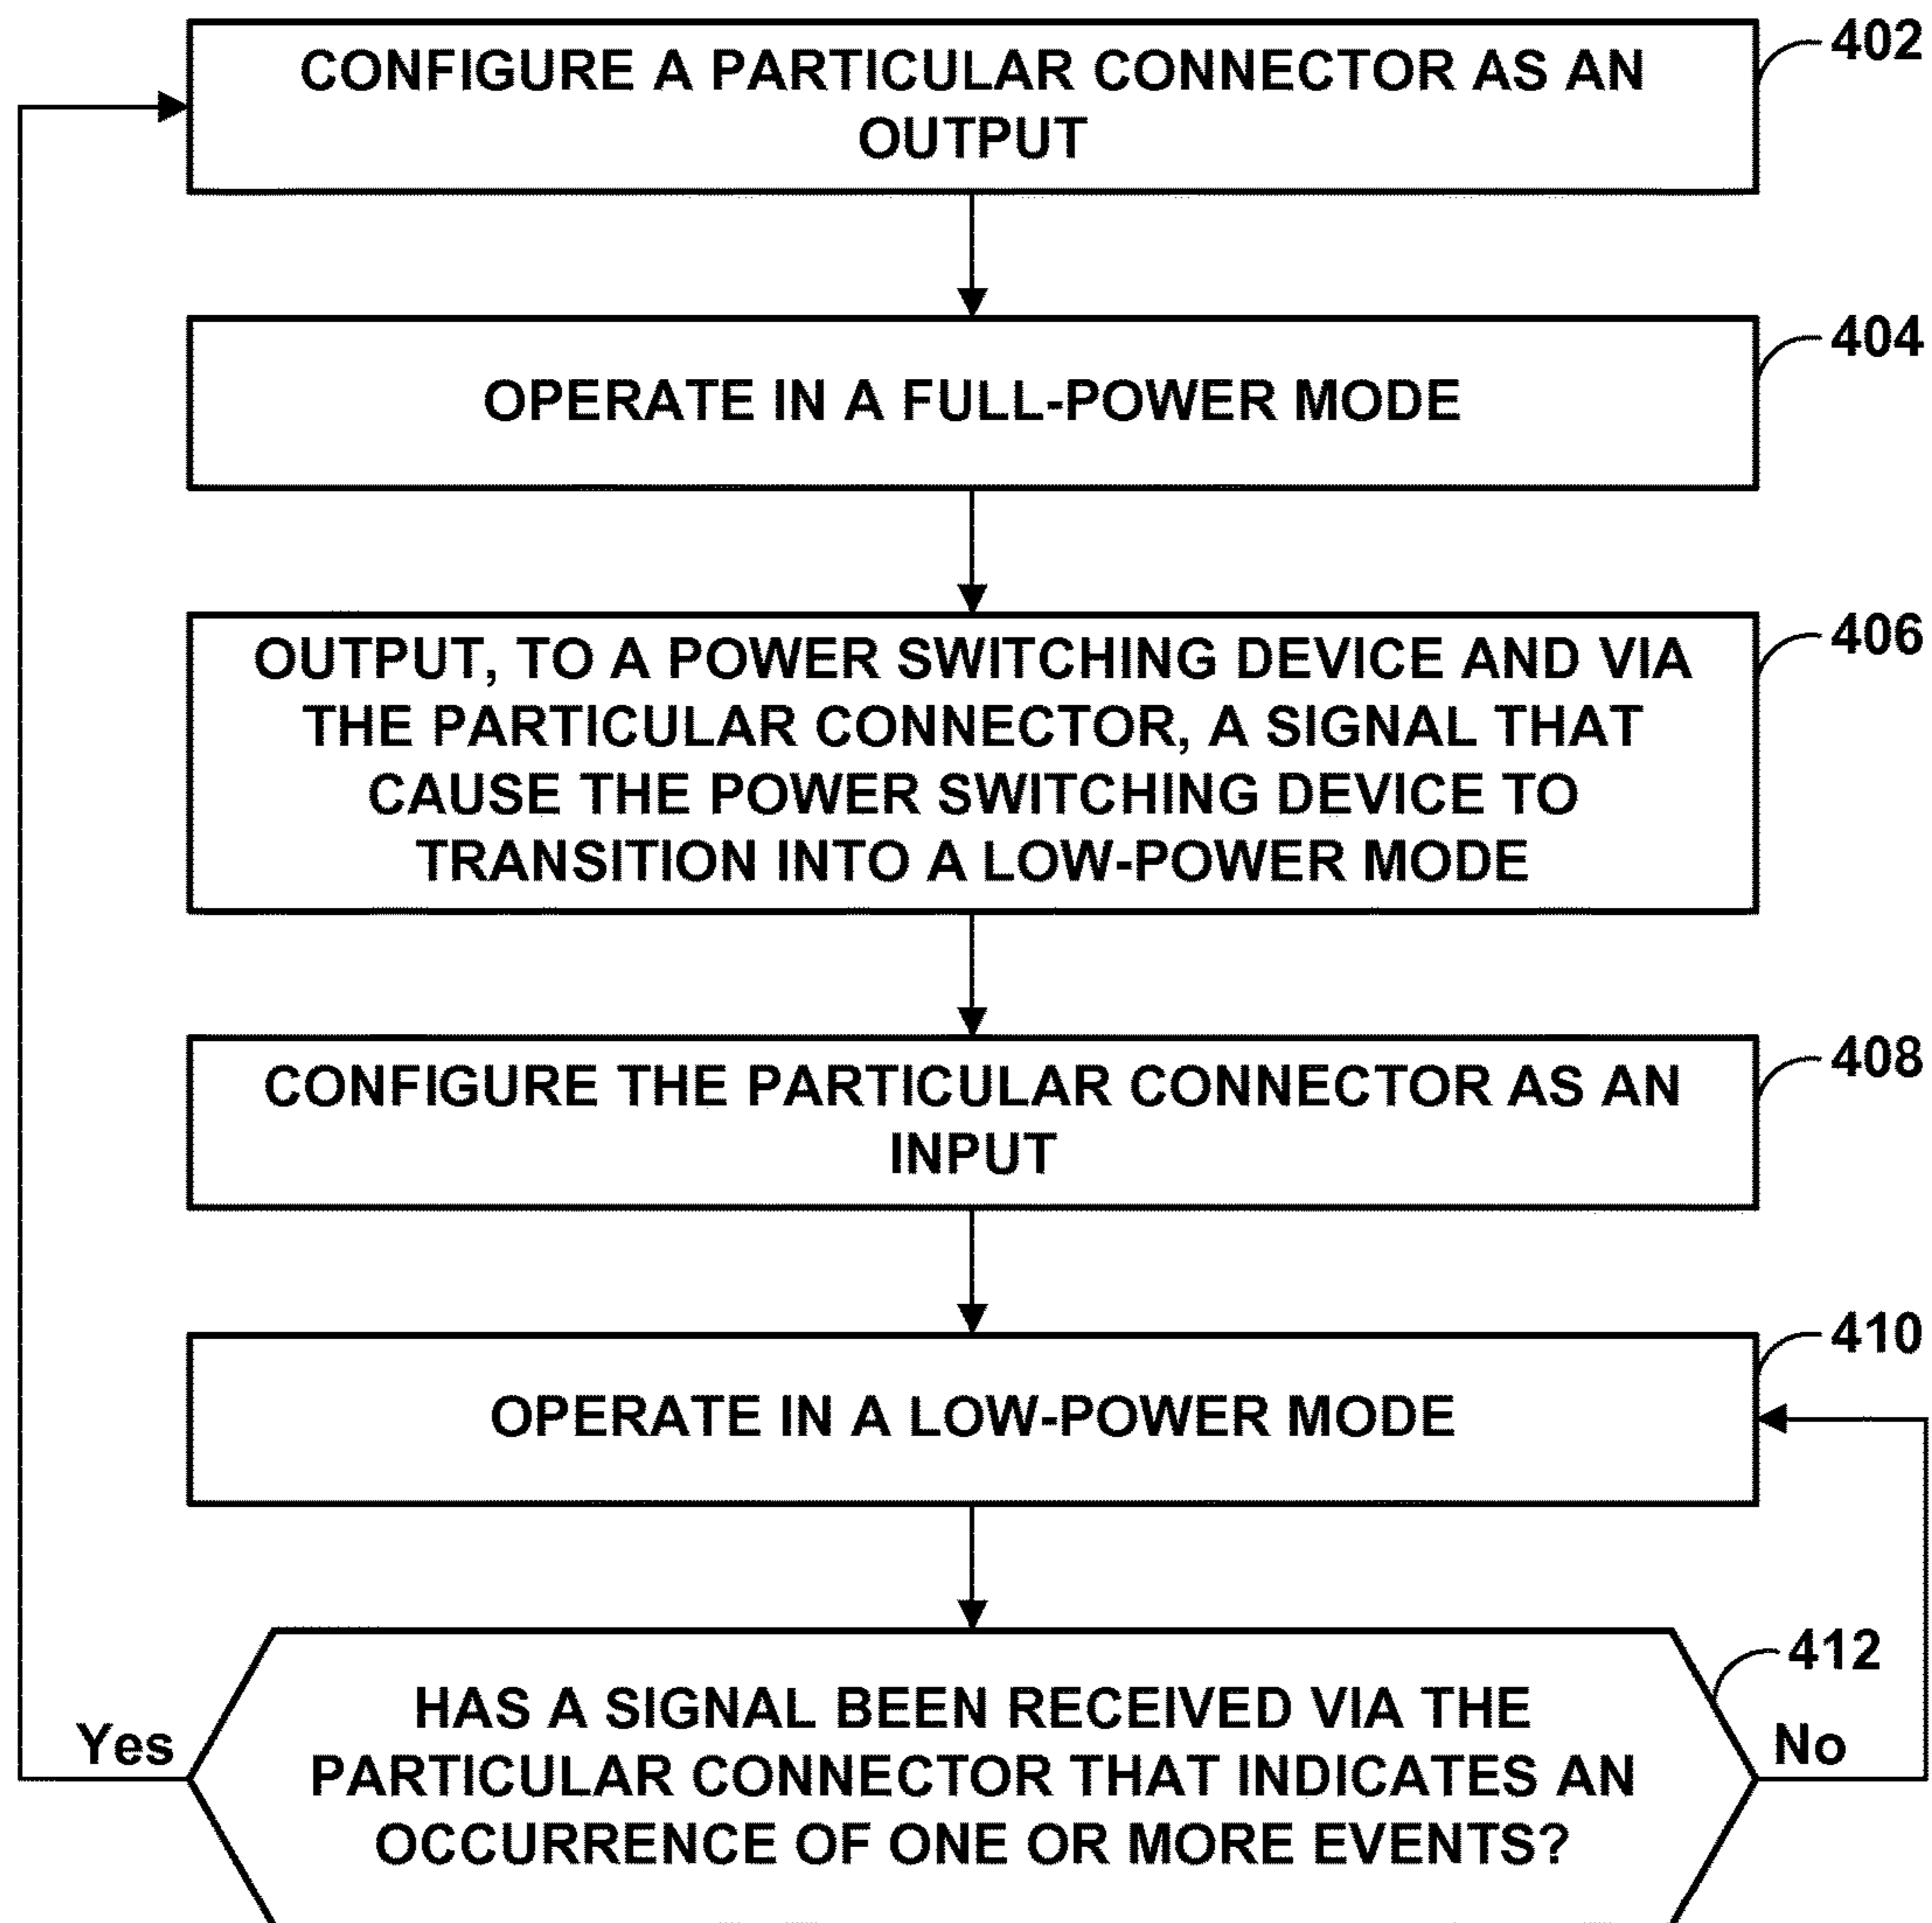 CONFIGURE A PARTICULAR CONNECTOR AS AN
OUTPUT
402
OPERATE IN A FULL-POWER MODE
404
OUTPUT, TO A POWER SWITCHING DEVICE AND VIA
THE PARTICULAR CONNECTOR, A SIGNAL THAT
CAUSE THE POWER SWITCHING DEVICE TO
TRANSITION INTO A LOW-POWER MODE
406
CONFIGURE THE PARTICULAR CONNECTOR AS AN
INPUT
408
OPERATE IN A LOW-POWER MODE
410
HAS A SIGNAL BEEN RECEIVED VIA THE
PARTICULAR CONNECTOR THAT INDICATES AN
OCCURRENCE OF ONE OR MORE EVENTS?
412
Yes
No